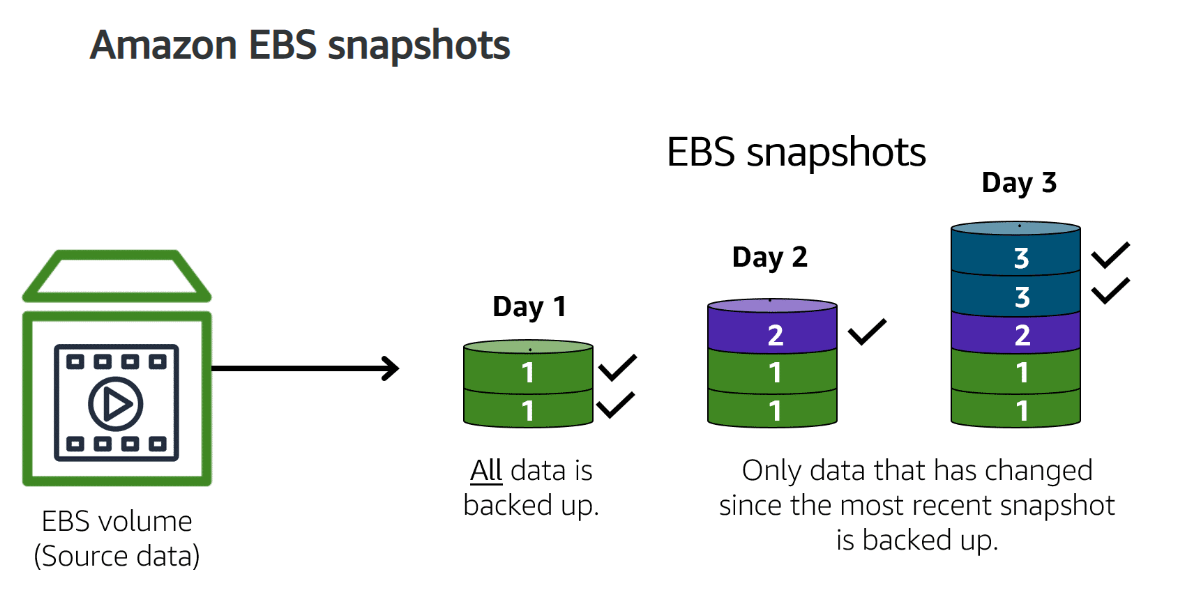 Amazon EBS snapshots
EBS snapshots
Day 3
Day 2
Day 1
3
3
2
2
1
1
1
1
1
1
All data is
backed up.
Only data that has changed
since the most recent snapshot
is backed up.
EBS volume
(Source data)